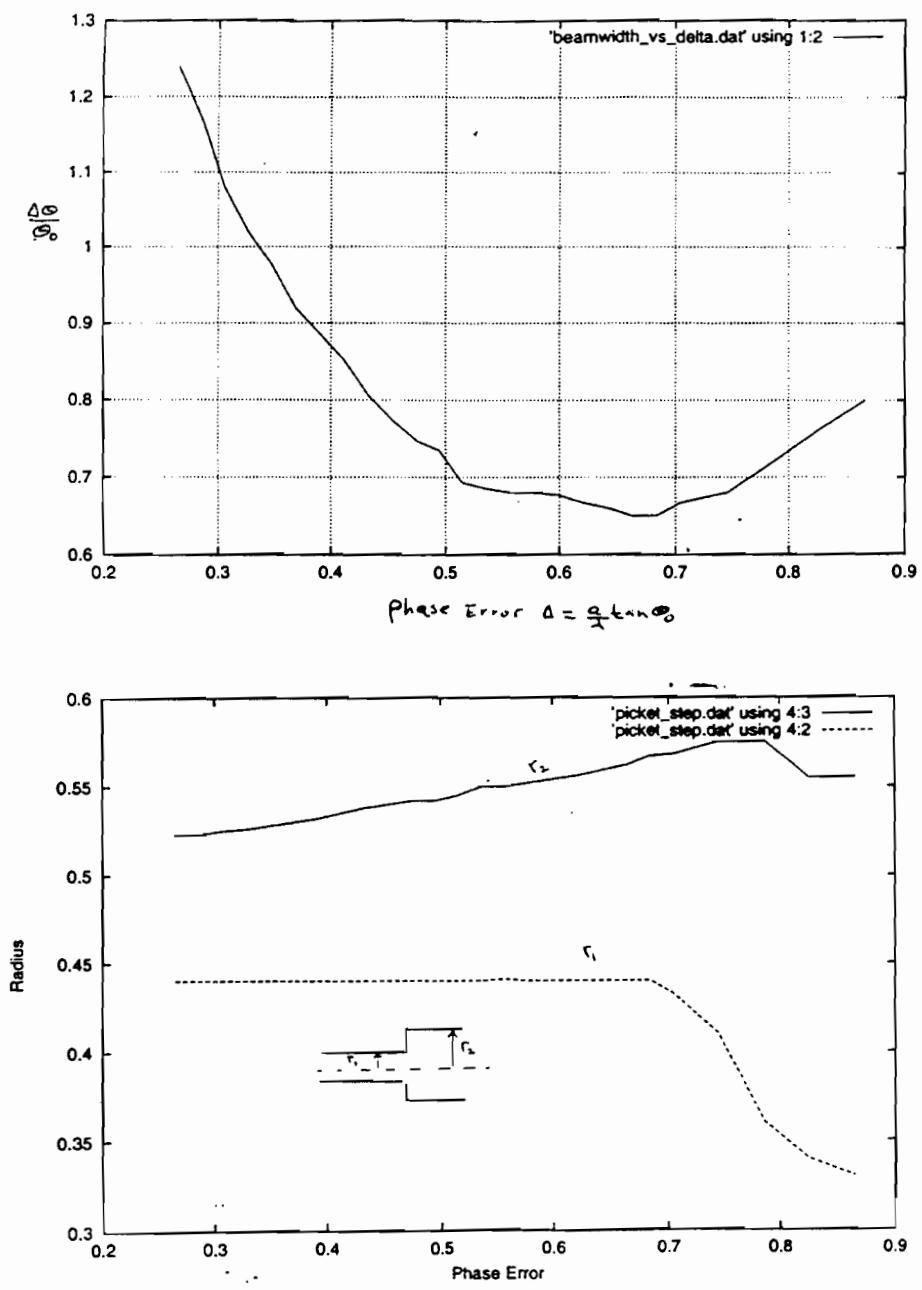 1.3
'beamwidth_vs_delta.dat' using 1:2
1.2
1.1
1
0.9
0.8
0.7
0.6
ΔΘ
Θ₀
0.2 0.3 0.4 0.5 0.6 0.7 0.8 0.9
Phase Error Δ = a/λ tan Θ₀
0.6
'picket_step.dat' using 4:3
'picket_step.dat' using 4:2
r₂
0.55
0.5
r₁
0.45
Radius
0.4
r₁ r₂
0.35
0.3
0.2 0.3 0.4 0.5 0.6 0.7 0.8 0.9
Phase Error